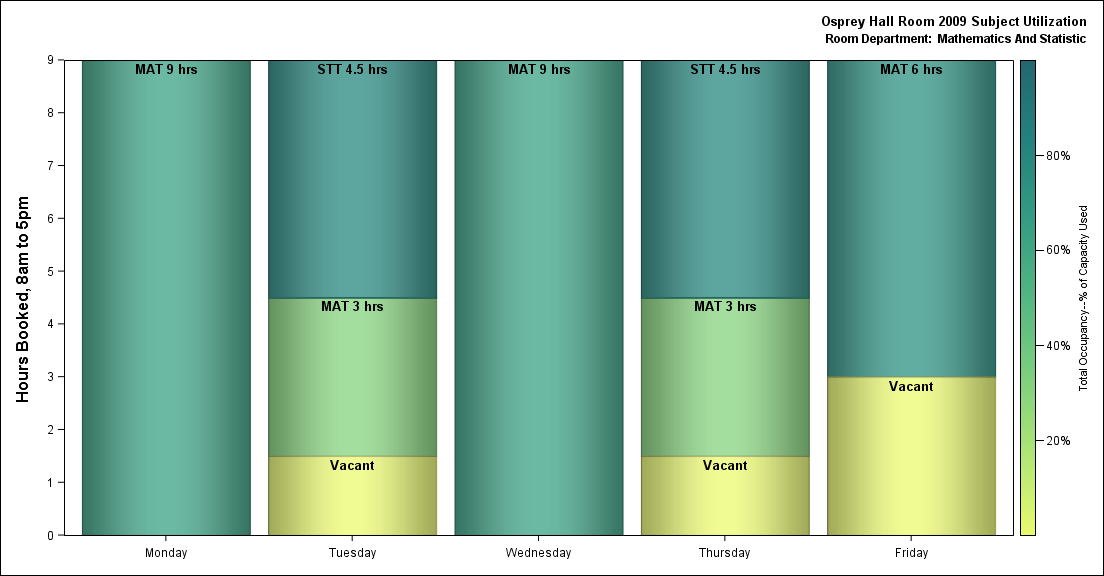 Osprey Hall Room 2009 Subject Utilization
Room Department: Mathematics And Statistic
Hours Booked, 8am to 5pm
9
8
7
6
5
4
3
2
1
0
MAT 9 hrs
STT 4.5 hrs
MAT 3 hrs
Vacant
MAT 9 hrs
STT 4.5 hrs
MAT 3 hrs
Vacant
MAT 6 hrs
Vacant
Monday
Tuesday
Wednesday
Thursday
Friday
80%
60%
40%
20%
Total Occupancy--% of Capacity Used